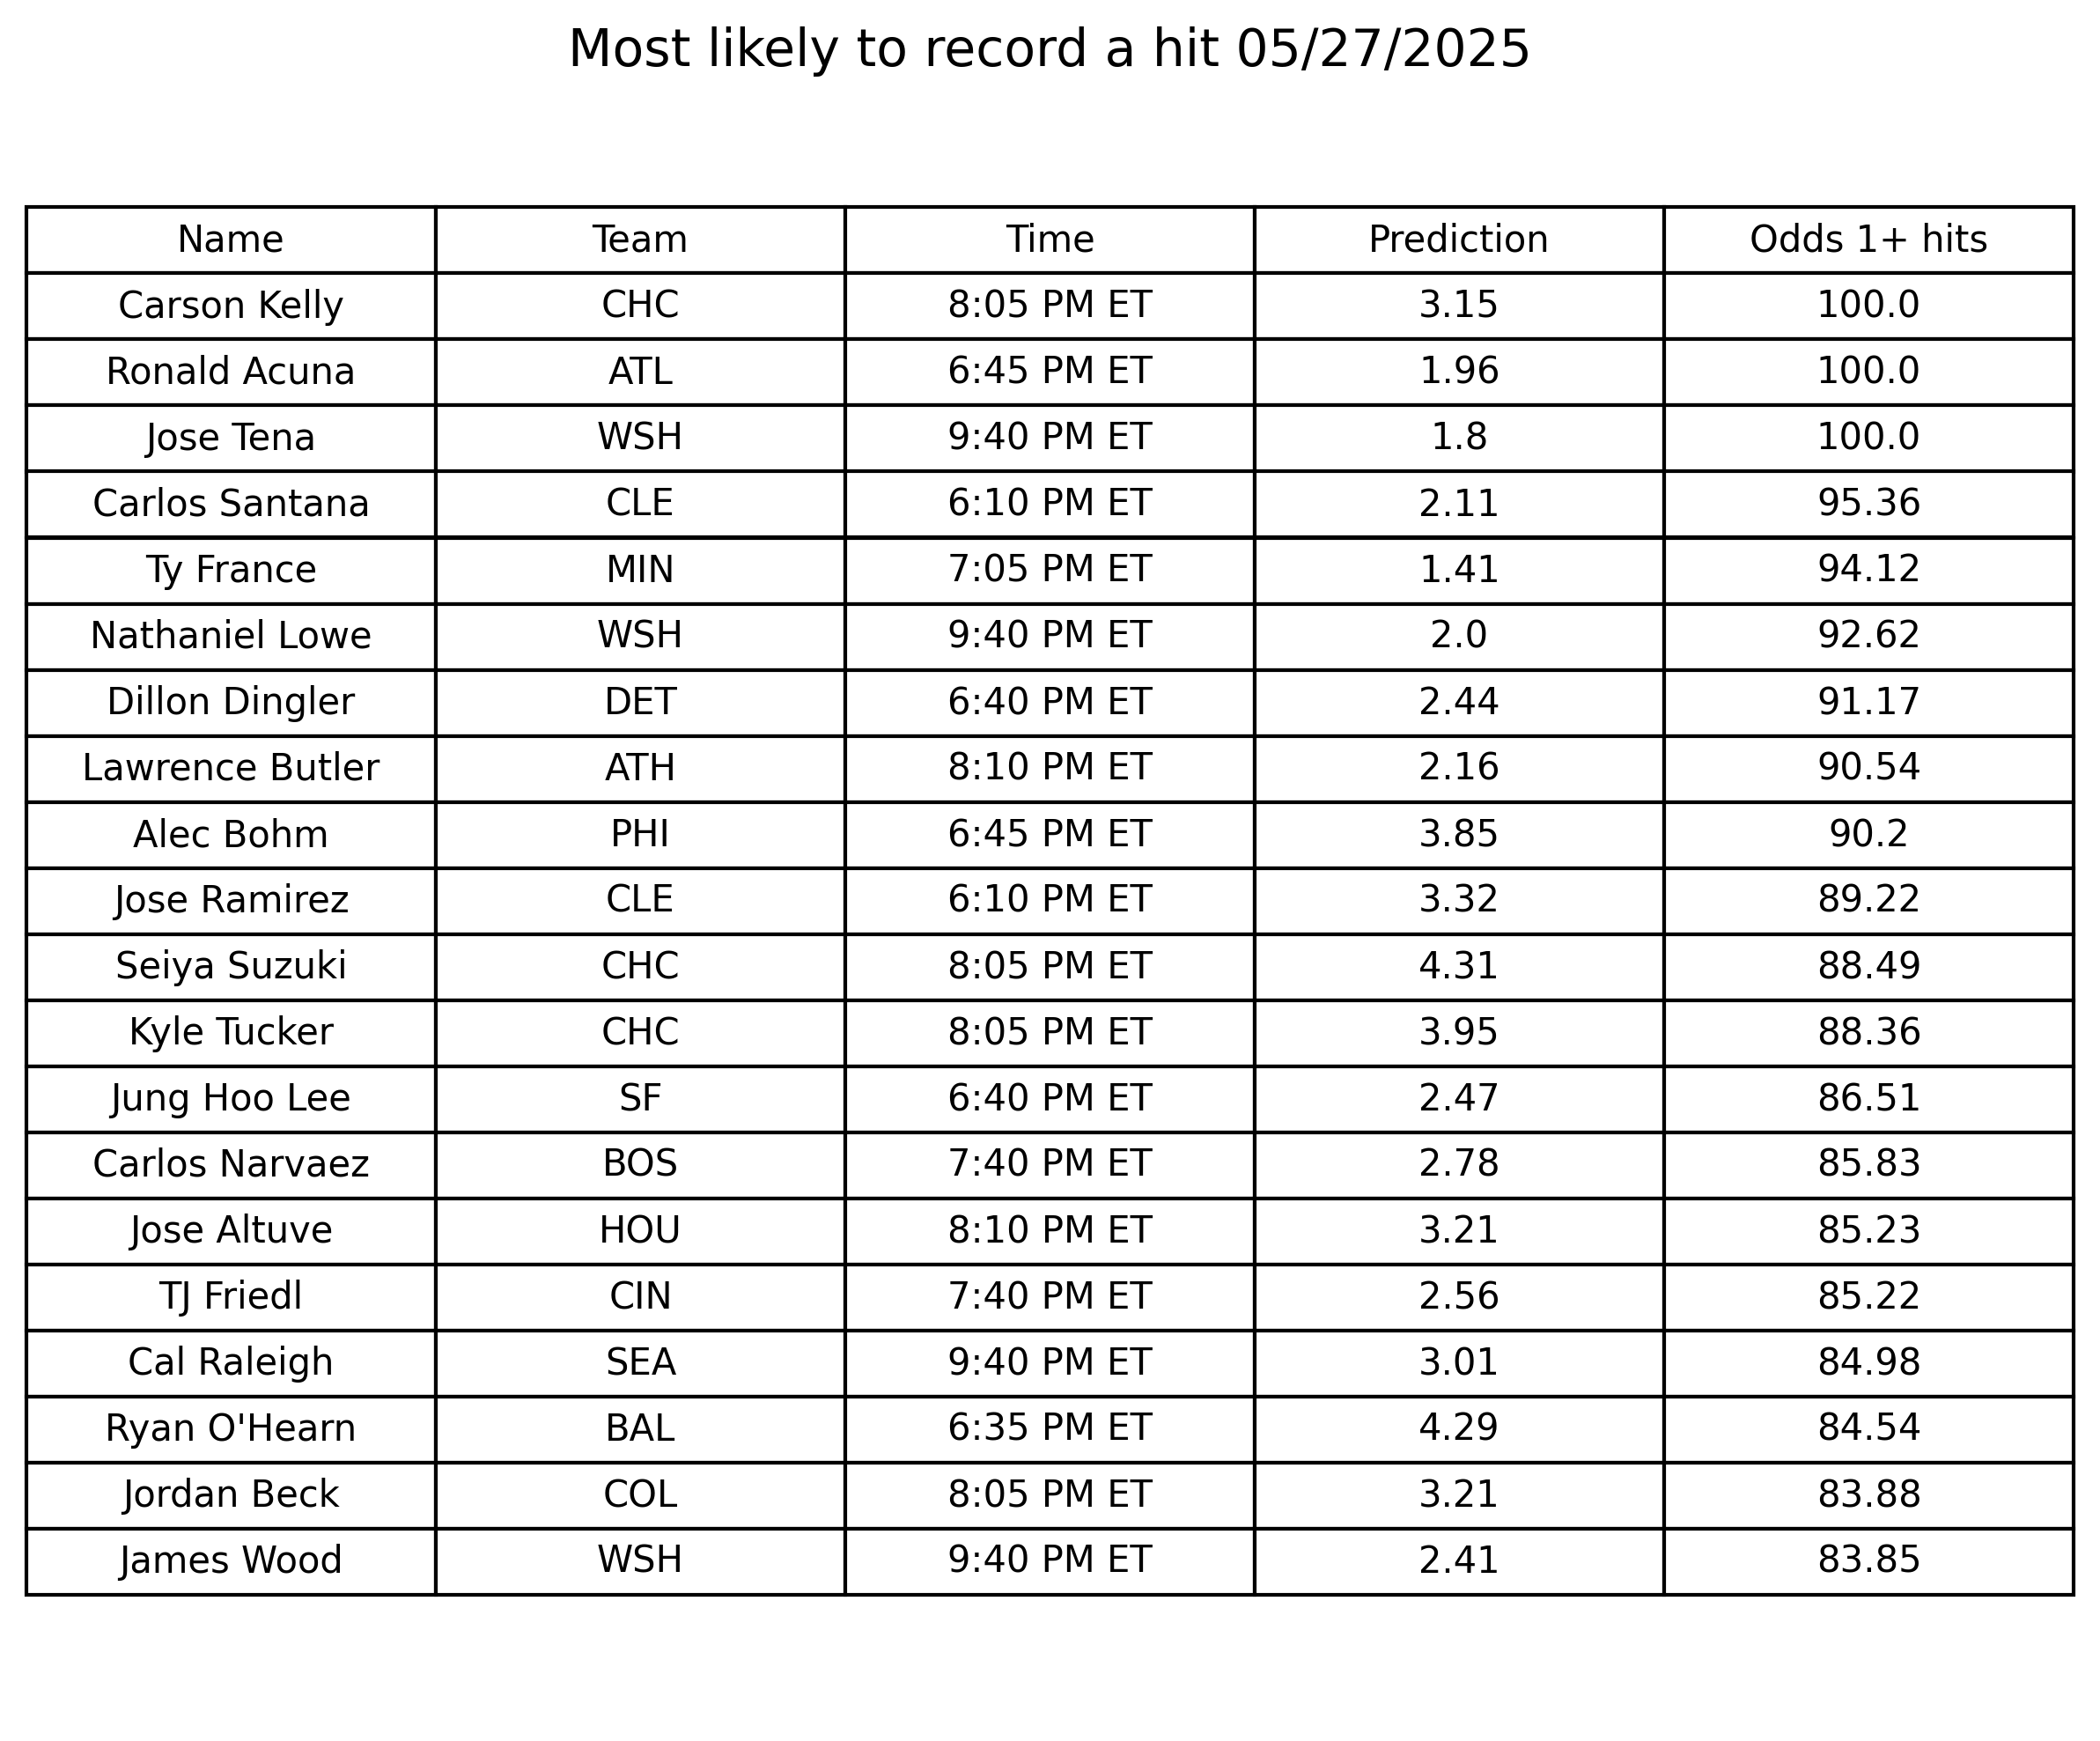 Most likely to record a hit 05/27/2025
Name Team Time Prediction Odds 1+ hits
Carson Kelly CHC 8:05 PM ET 3.15 100.0
Ronald Acuna ATL 6:45 PM ET 1.96 100.0
Jose Tena WSH 9:40 PM ET 1.8 100.0
Carlos Santana CLE 6:10 PM ET 2.11 95.36
Ty France MIN 7:05 PM ET 1.41 94.12
Nathaniel Lowe WSH 9:40 PM ET 2.0 92.62
Dillon Dingler DET 6:40 PM ET 2.44 91.17
Lawrence Butler ATH 8:10 PM ET 2.16 90.54
Alec Bohm PHI 6:45 PM ET 3.85 90.2
Jose Ramirez CLE 6:10 PM ET 3.32 89.22
Seiya Suzuki CHC 8:05 PM ET 4.31 88.49
Kyle Tucker CHC 8:05 PM ET 3.95 88.36
Jung Hoo Lee SF 6:40 PM ET 2.47 86.51
Carlos Narvaez BOS 7:40 PM ET 2.78 85.83
Jose Altuve HOU 8:10 PM ET 3.21 85.23
TJ Friedl CIN 7:40 PM ET 2.56 85.22
Cal Raleigh SEA 9:40 PM ET 3.01 84.98
Ryan O'Hearn BAL 6:35 PM ET 4.29 84.54
Jordan Beck COL 8:05 PM ET 3.21 83.88
James Wood WSH 9:40 PM ET 2.41 83.85